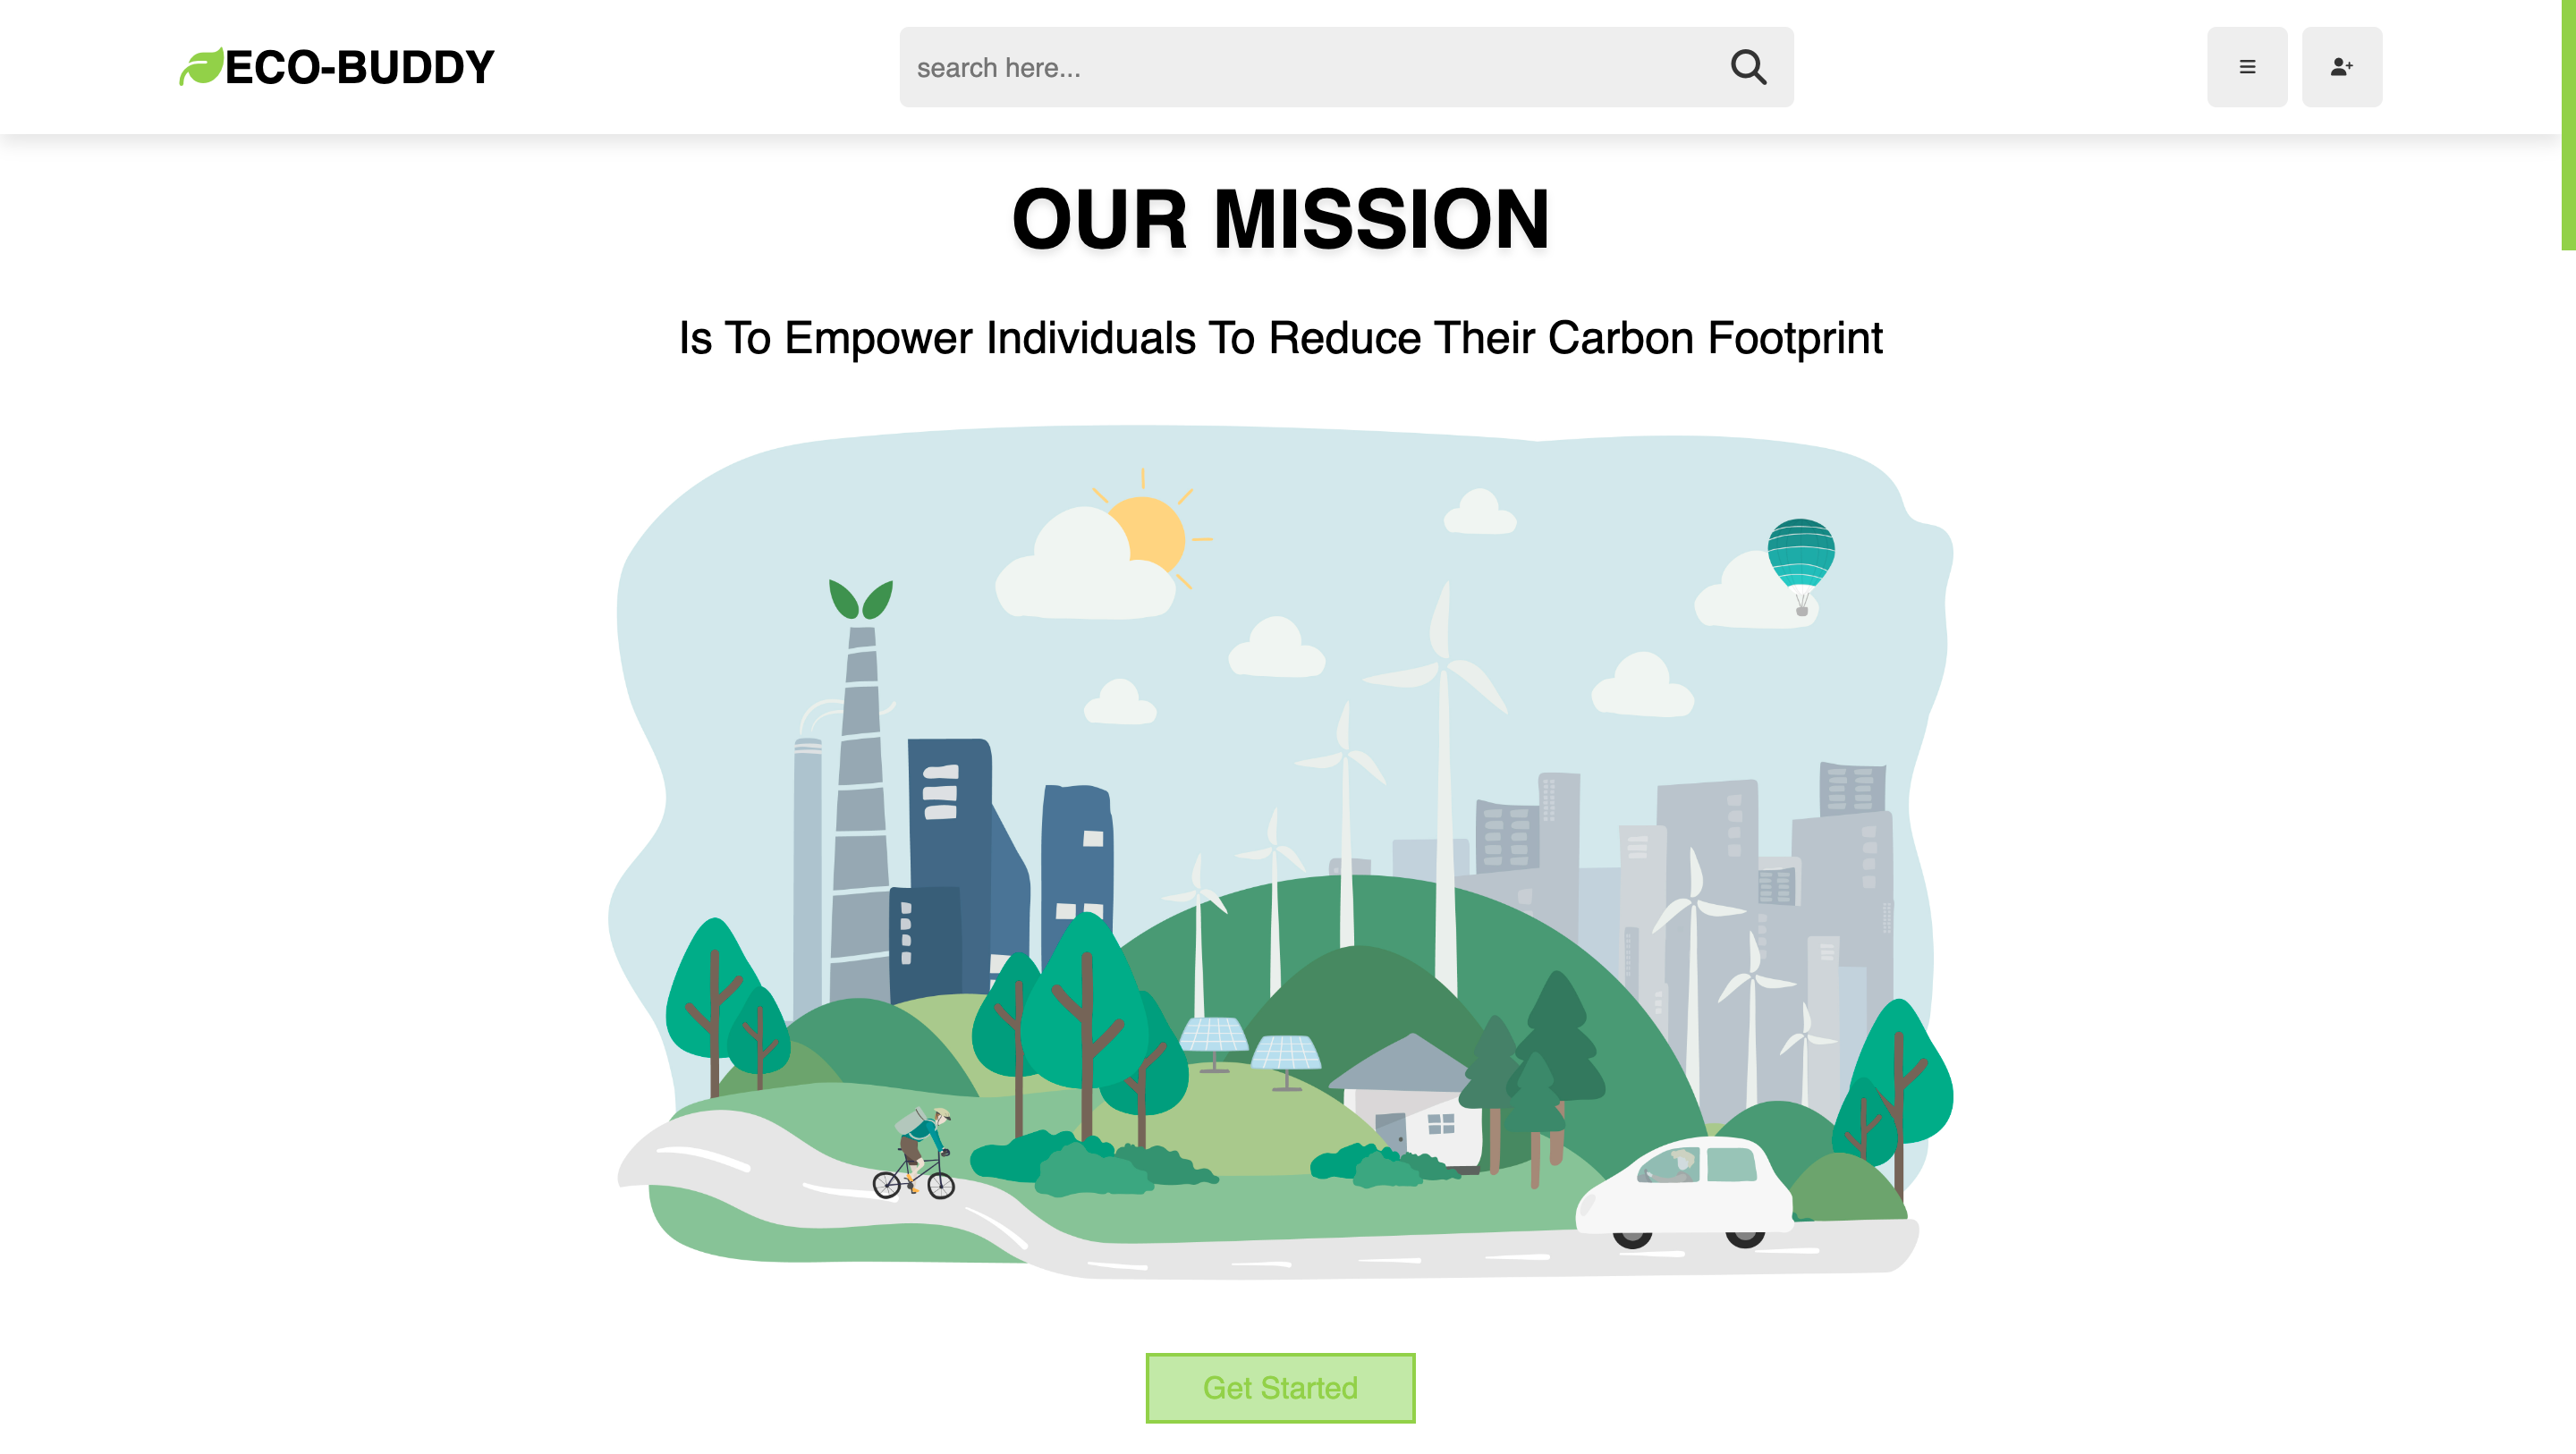 ECO-BUDDY
search here...
OUR MISSION
Is To Empower Individuals To Reduce Their Carbon Footprint
Get Started